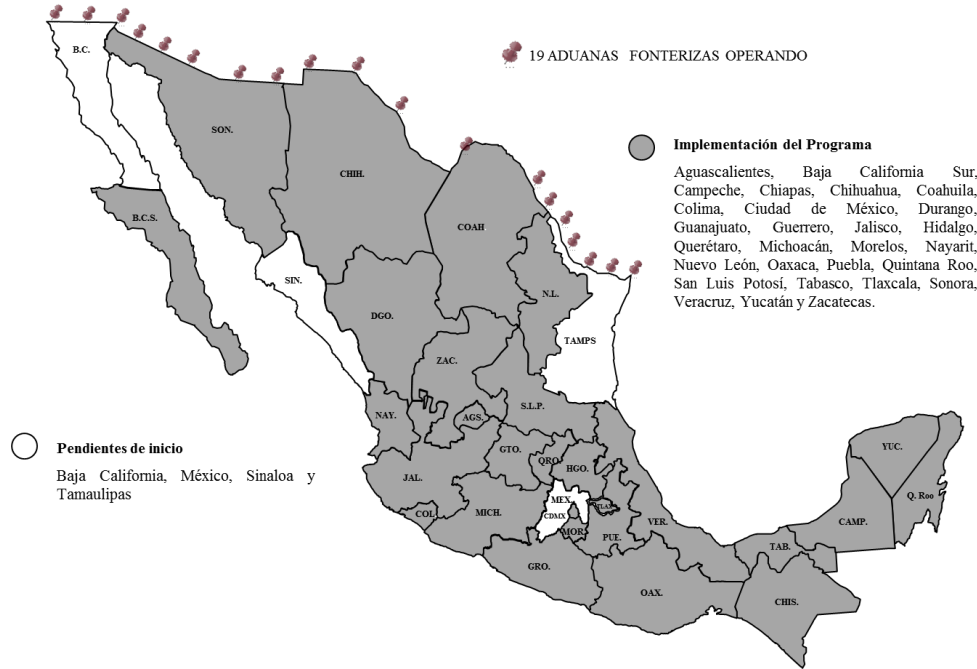 B.C.
19 ADUANAS FONTERIZAS OPERANDO
SON.
Implementación del Programa
Aguascalientes, Baja California Sur,
Campeche, Chiapas, Chihuahua, Coahuila,
Colima, Ciudad de México, Durango,
Guanajuato, Guerrero, Jalisco, Hidalgo,
Querétaro, Michoacán, Morelos, Nayarit,
Nuevo León, Oaxaca, Puebla, Quintana Roo,
San Luis Potosí, Tabasco, Tlaxcala, Sonora,
Veracruz, Yucatán y Zacatecas.
CHIH.
B.C.S.
COAH
SIN.
N.L.
DGO.
TAMPS
ZAC.
S.L.P.
NAY.
AGS.
Pendientes de inicio
Baja California, México, Sinaloa y
Tamaulipas
GTO.
QRO.
HGO.
YUC.
JAL.
Q. Roo
MEX.
TLAX.
COL.
MICH.
CDMX
VER.
CAMP.
MOR.
PUE.
TAB.
GRO.
OAX.
CHIS.